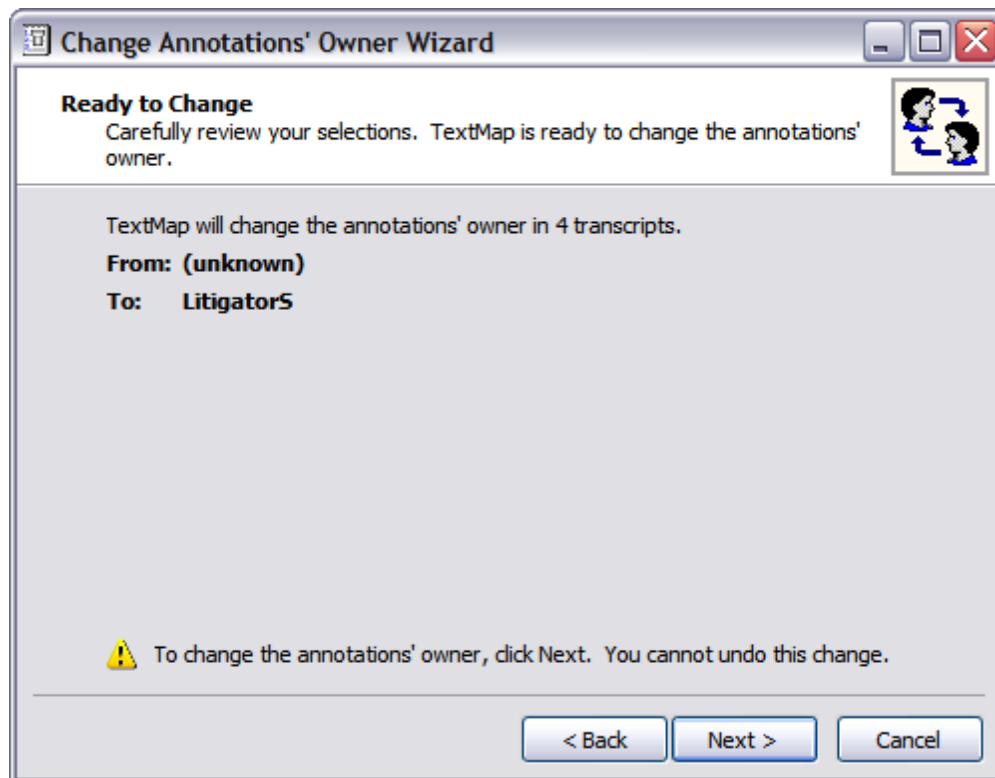 Change Annotations' Owner Wizard
Ready to Change
Carefully review your selections. TextMap is ready to change the annotations'
owner.
TextMap will change the annotations' owner in 4 transcripts.
From: (unknown)
To: LitigatorS
To change the annotations' owner, click Next. You cannot undo this change.
< Back Next > Cancel